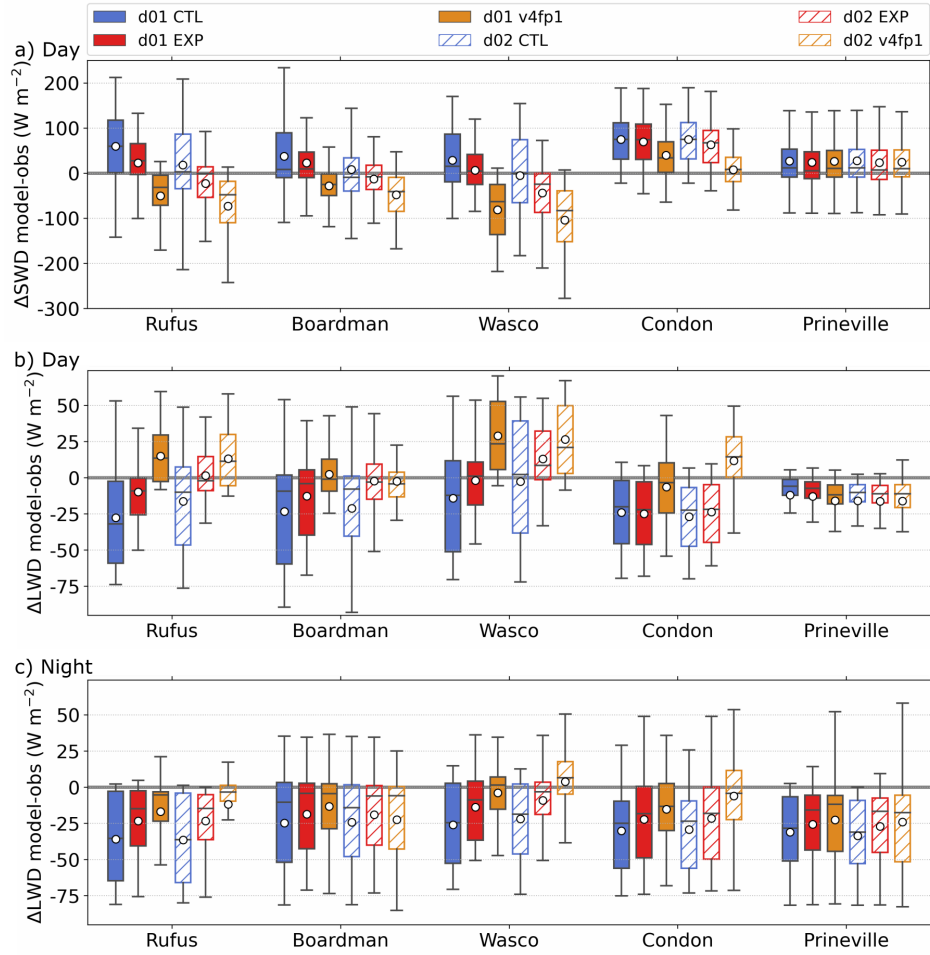 d01 CTL d01 v4fp1 d02 EXP
d01 EXP d02 CTL d02 v4fp1
a) Day
ΔSWD model-obs (W m⁻²)
200
100
0
-100
-200
-300
Rufus Boardman Wasco Condon Prineville
b) Day
ΔLWD model-obs (W m⁻²)
50
25
0
-25
-50
-75
Rufus Boardman Wasco Condon Prineville
c) Night
ΔLWD model-obs (W m⁻²)
50
25
0
-25
-50
-75
Rufus Boardman Wasco Condon Prineville